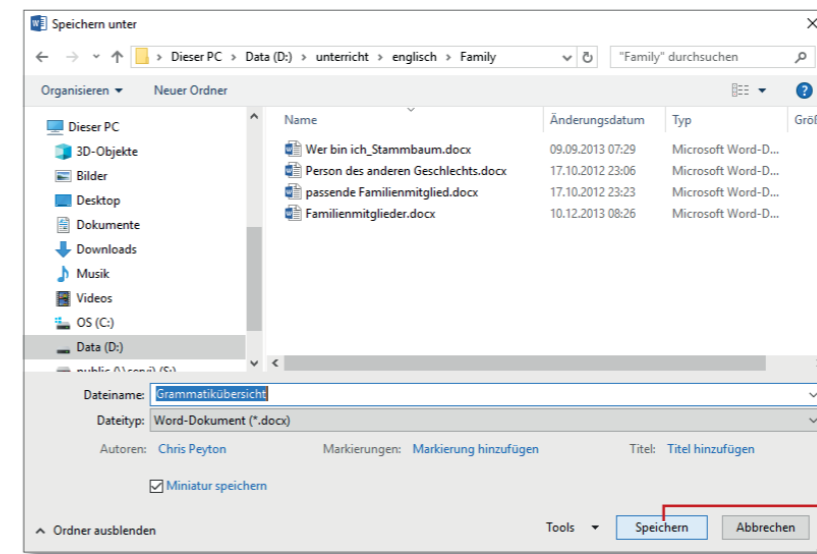 Speichern unter
Dieser PC > Data (D:) > unterricht > englisch > Family
"Family" durchsuchen
Organisieren
Neuer Ordner
Name Änderungsdatum Typ
Dieser PC
3D-Objekte
Bilder
Desktop
Dokumente
Downloads
Musik
Videos
OS (C:)
Data (D:)
Wer bin ich_Stammbaum.docx 09.09.2013 07:29 Microsoft Word-D...
Person des anderen Geschlechts.docx 17.10.2012 23:06 Microsoft Word-D...
passende Familienmitglied.docx 17.10.2012 23:23 Microsoft Word-D...
Familienmitglieder.docx 10.12.2013 08:26 Microsoft Word-D...
Dateiname: Grammatikübersicht
Dateityp: Word-Dokument (*.docx)
Autoren: Chris Peyton Markierungen: Markierung hinzufügen Titel: Titel hinzufügen
Miniatur speichern
Ordner ausblenden Tools Speichern Abbrechen